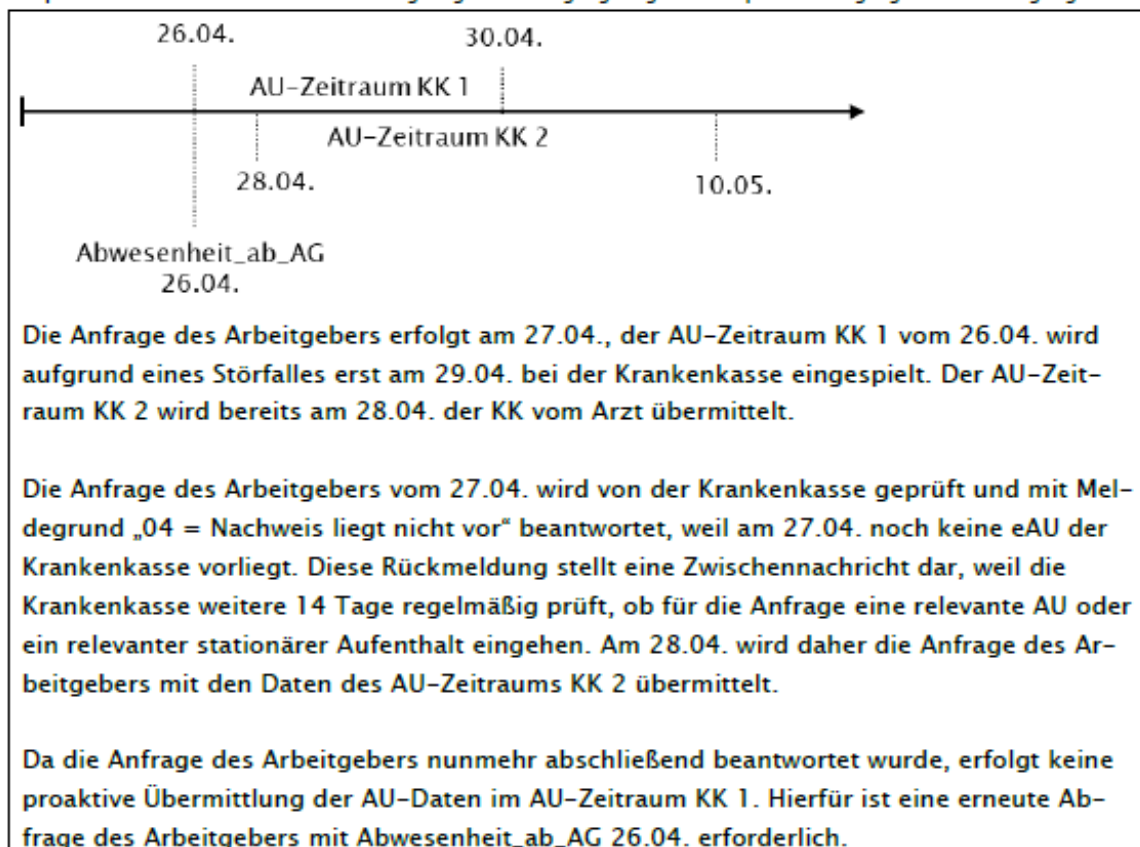 26.04.
30.04.
AU-Zeitraum KK 1
AU-Zeitraum KK 2
28.04.
10.05.
Abwesenheit_ab_AG
26.04.
Die Anfrage des Arbeitgebers erfolgt am 27.04., der AU-Zeitraum KK 1 vom 26.04. wird
aufgrund eines Störfalles erst am 29.04. bei der Krankenkasse eingespielt. Der AU-Zeit-
raum KK 2 wird bereits am 28.04. der KK vom Arzt übermittelt.
Die Anfrage des Arbeitgebers vom 27.04. wird von der Krankenkasse geprüft und mit Mel-
degrund „04 = Nachweis liegt nicht vor“ beantwortet, weil am 27.04. noch keine eAU der
Krankenkasse vorliegt. Diese Rückmeldung stellt eine Zwischennachricht dar, weil die
Krankenkasse weitere 14 Tage regelmäßig prüft, ob für die Anfrage eine relevante AU oder
ein relevanter stationärer Aufenthalt eingehen. Am 28.04. wird daher die Anfrage des Ar-
beitgebers mit den Daten des AU-Zeitraums KK 2 übermittelt.
Da die Anfrage des Arbeitgebers nunmehr abschließend beantwortet wurde, erfolgt keine
proaktive Übermittlung der AU-Daten im AU-Zeitraum KK 1. Hierfür ist eine erneute Ab-
frage des Arbeitgebers mit Abwesenheit_ab_AG 26.04. erforderlich.